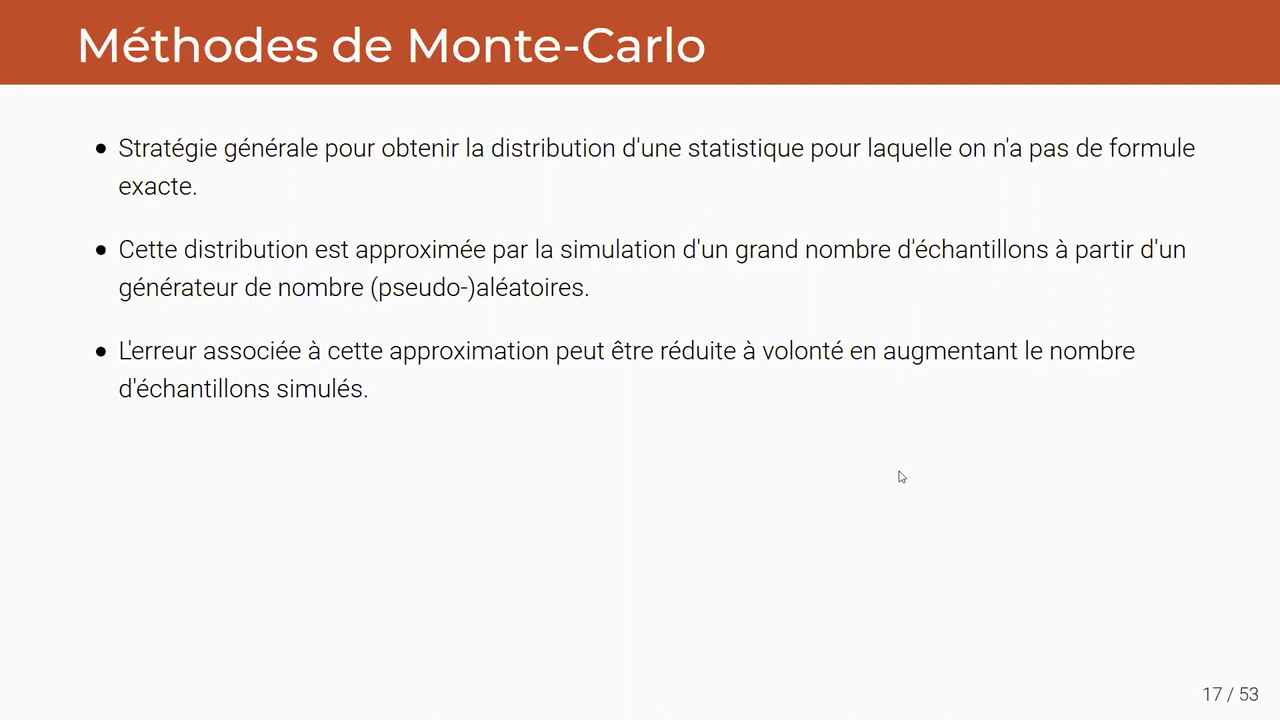 Méthodes de Monte-Carlo
• Stratégie générale pour obtenir la distribution d'une statistique pour laquelle on n'a pas de formule
exacte.
• Cette distribution est approximée par la simulation d'un grand nombre d'échantillons à partir d'un
générateur de nombre (pseudo-)aléatoires.
• L'erreur associée à cette approximation peut être réduite à volonté en augmentant le nombre
d'échantillons simulés.
17 / 53